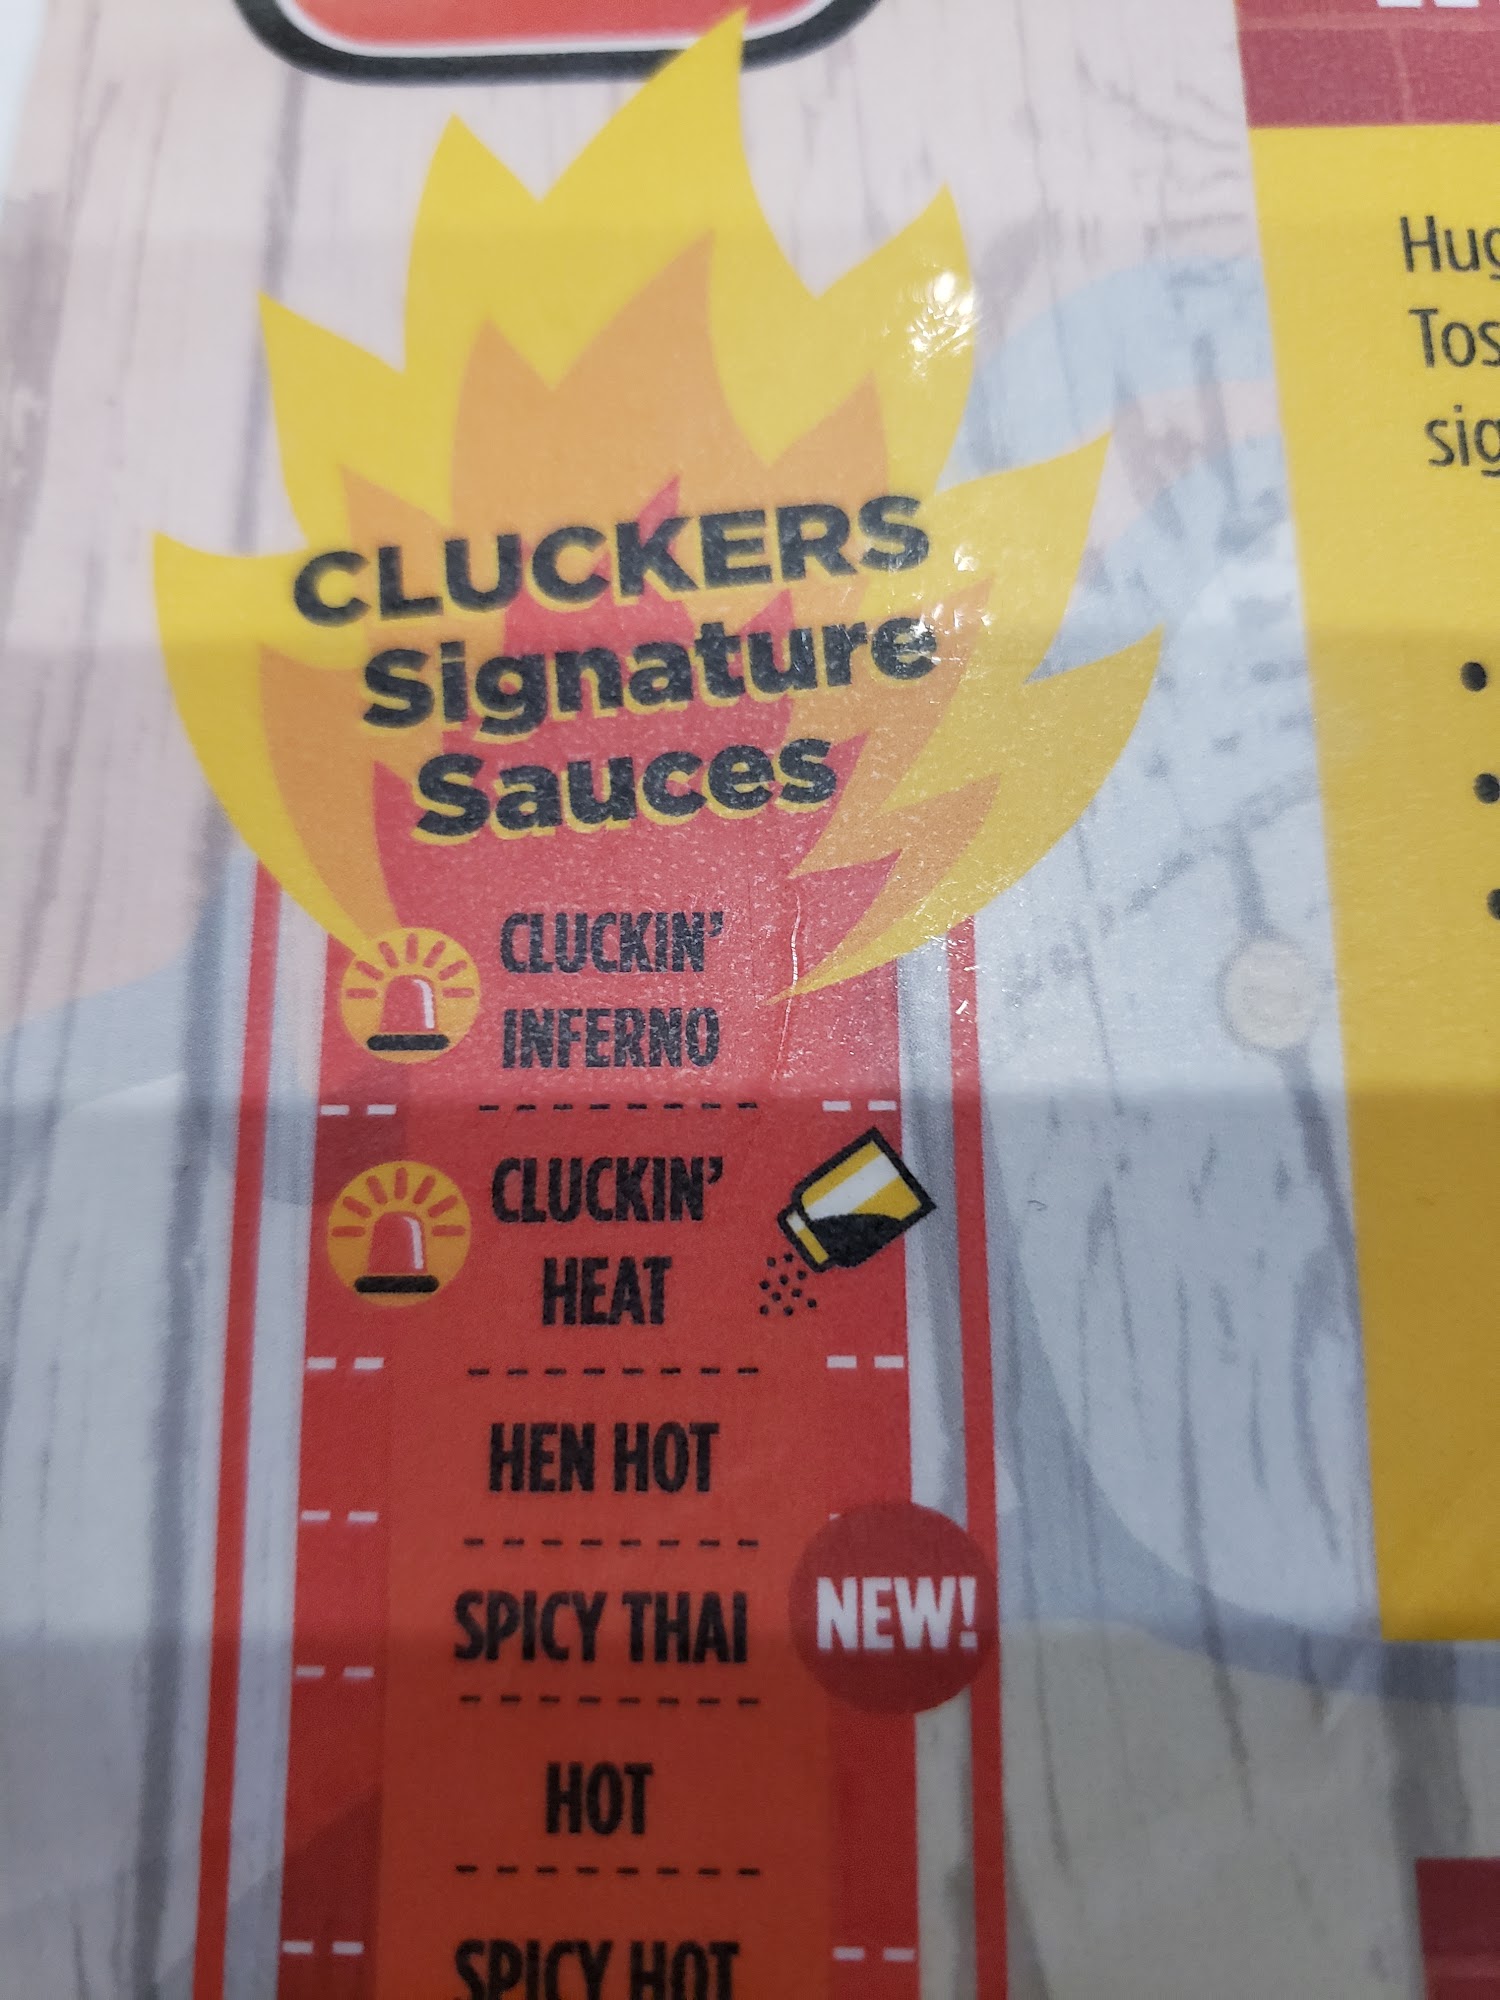 CLUCKERS
Signature
Sauces
CLUCKIN'
INFERNO
CLUCKIN'
HEAT
HEN HOT
SPICY THAI
NEW!
HOT
SPICY HOT